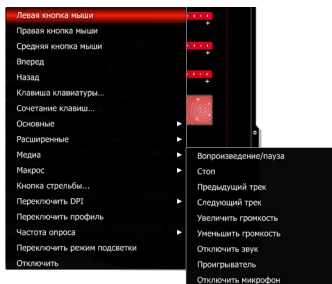 Левая кнопка мыши
Правая кнопка мыши
Средняя кнопка мыши
Вперед
Назад
Клавиша клавиатуры...
Сочетание клавиш...
Основные
Расширенные
Медиа
Макрос
Кнопка стрельбы...
Переключить DPI
Переключить профиль
Частота опроса
Переключить режим подсветки
Отключить
Вопроизведение/пауза
Стоп
Предыдущий трек
Следующий трек
Увеличить громкость
Уменьшить громкость
Отключить звук
Проигрыватель
Отключить микрофон